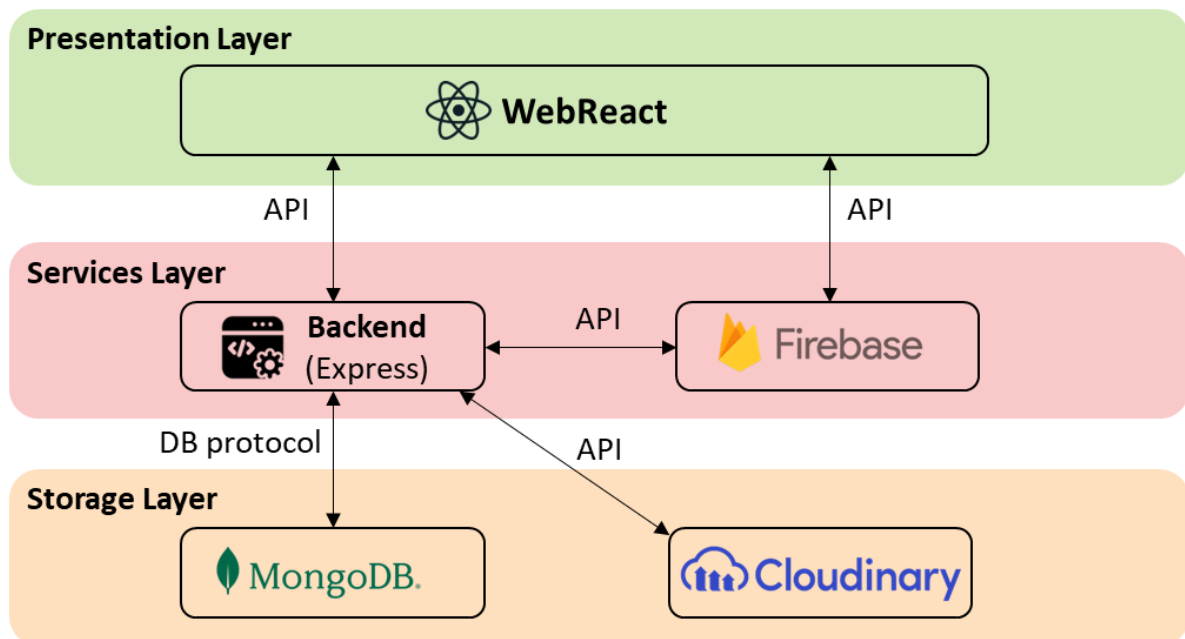 Presentation Layer
WebReact
API
API
Services Layer
Backend
(Express)
API
Firebase
DB protocol
API
Storage Layer
MongoDB.
Cloudinary